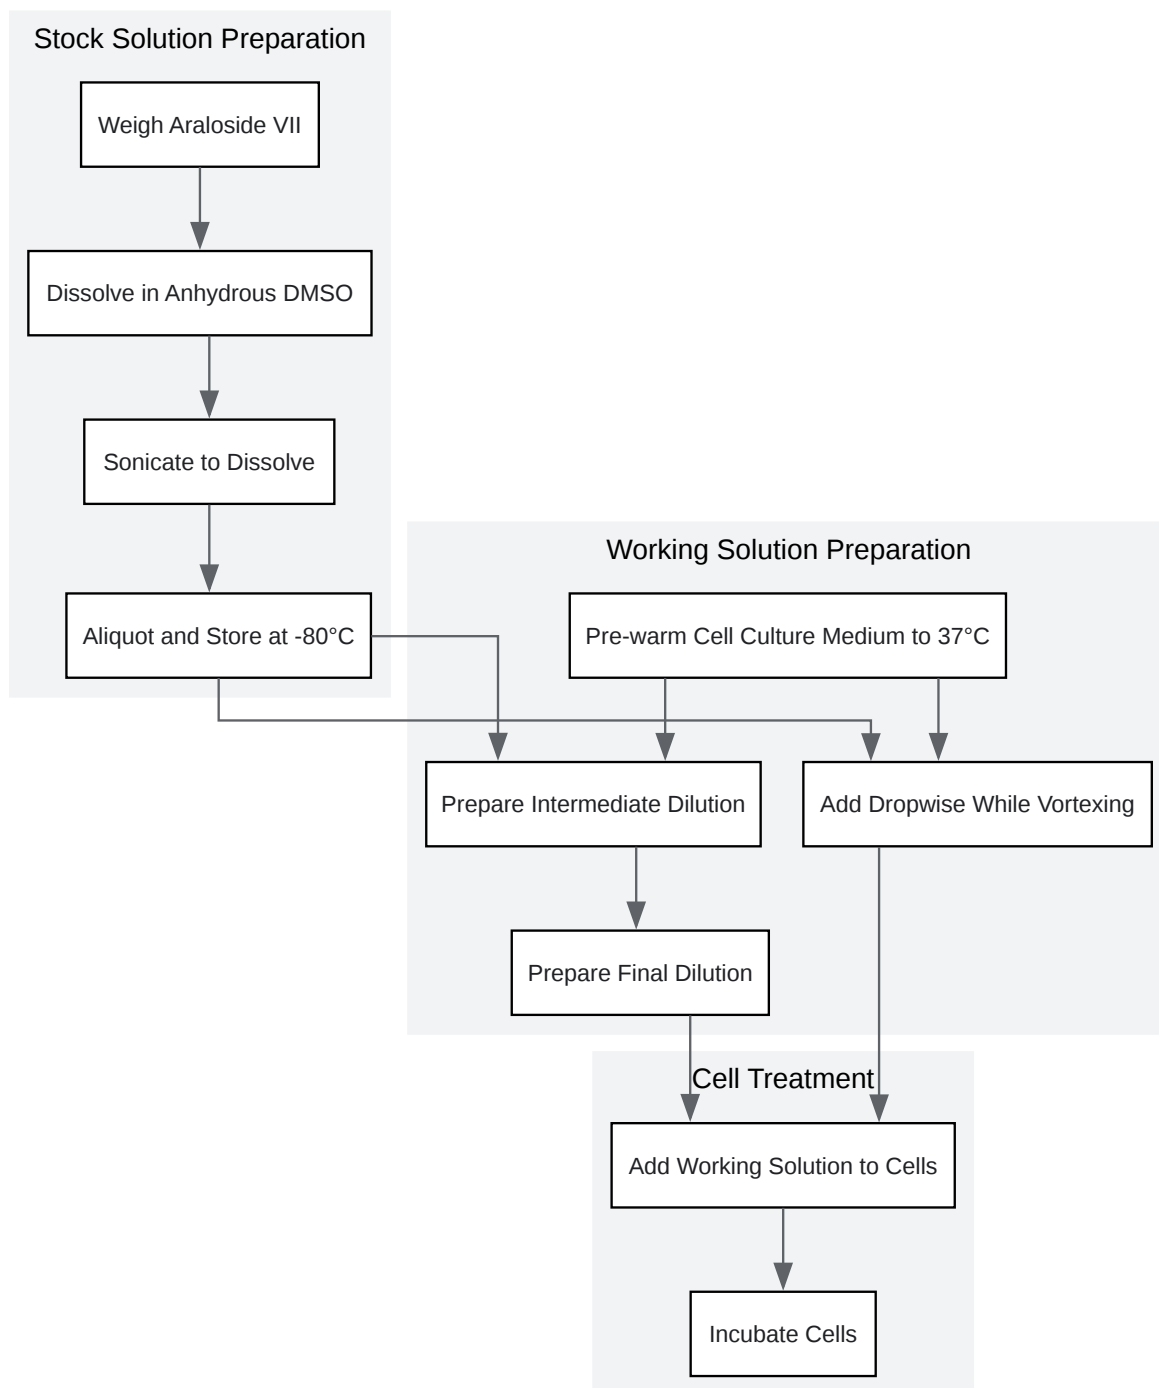 Stock Solution Preparation
Weigh Araloside VII
Dissolve in Anhydrous DMSO
Sonicate to Dissolve
Aliquot and Store at -80°C
Working Solution Preparation
Pre-warm Cell Culture Medium to 37°C
Prepare Intermediate Dilution
Add Dropwise While Vortexing
Prepare Final Dilution
Cell Treatment
Add Working Solution to Cells
Incubate Cells